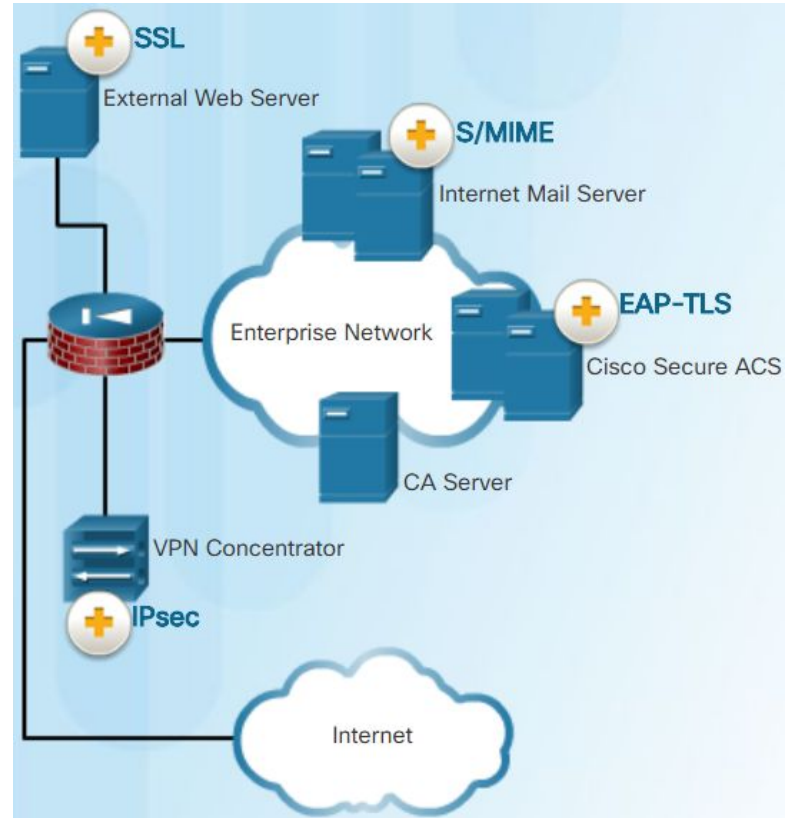 SSL
External Web Server
S/MIME
Internet Mail Server
EAP-TLS
Enterprise Network
Cisco Secure ACS
CA Server
VPN Concentrator
IPsec
Internet